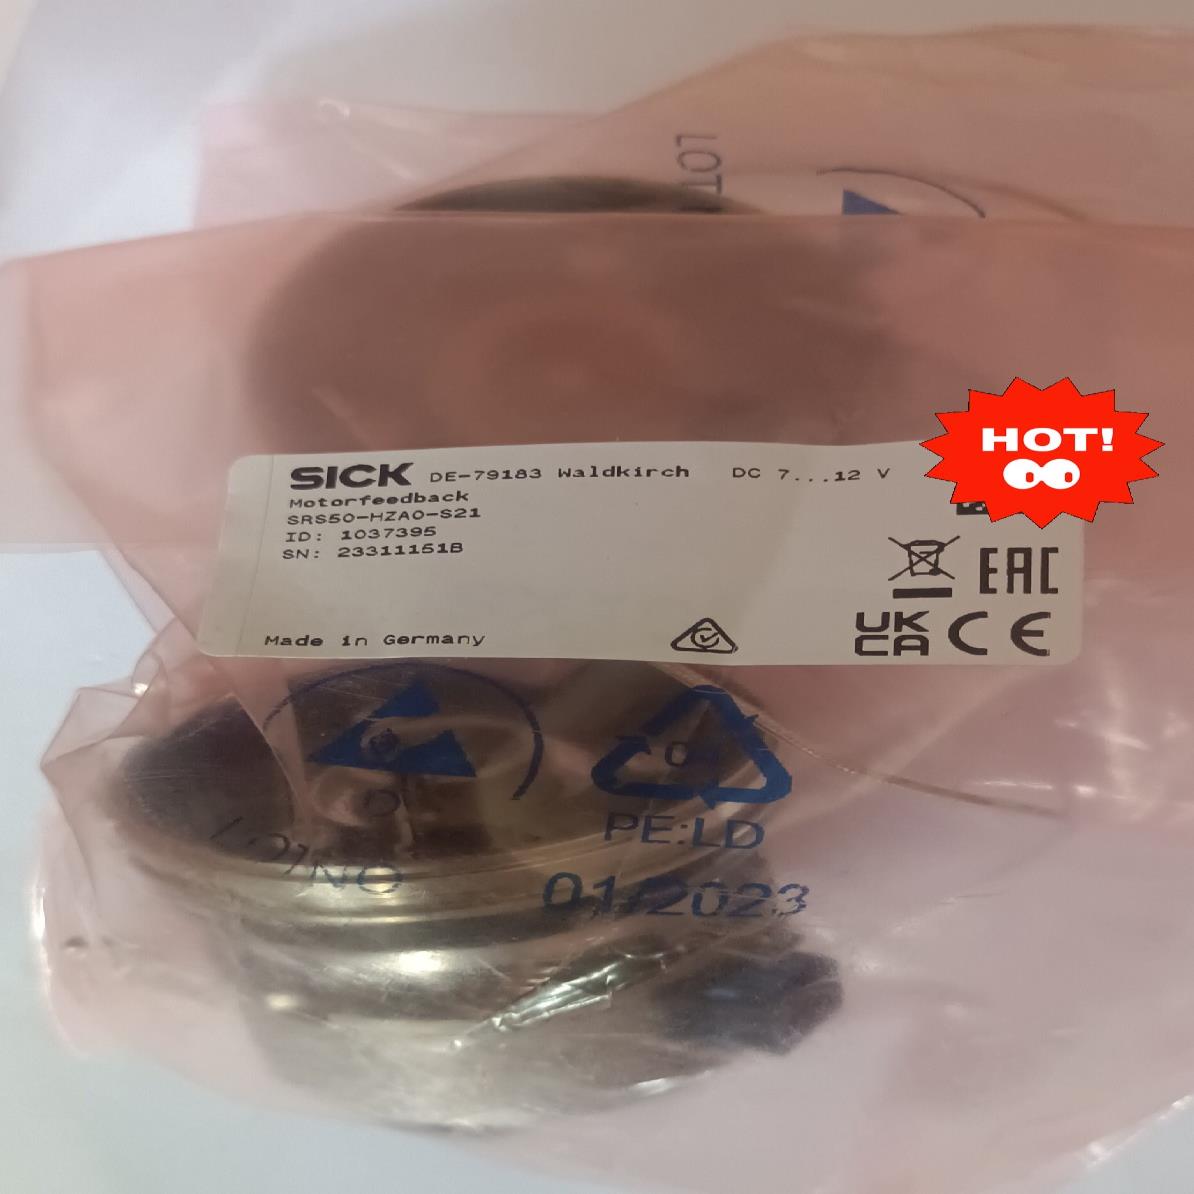 LOT
HOT!
SICK DE-79183 Waldkirch DC 7...12 V
Motorfeedback
SRS50-HZA0-S21
ID: 1037395
SN: 23311151B
EAC
Made in Germany
UK
CA CE
PE:LD
01/2023